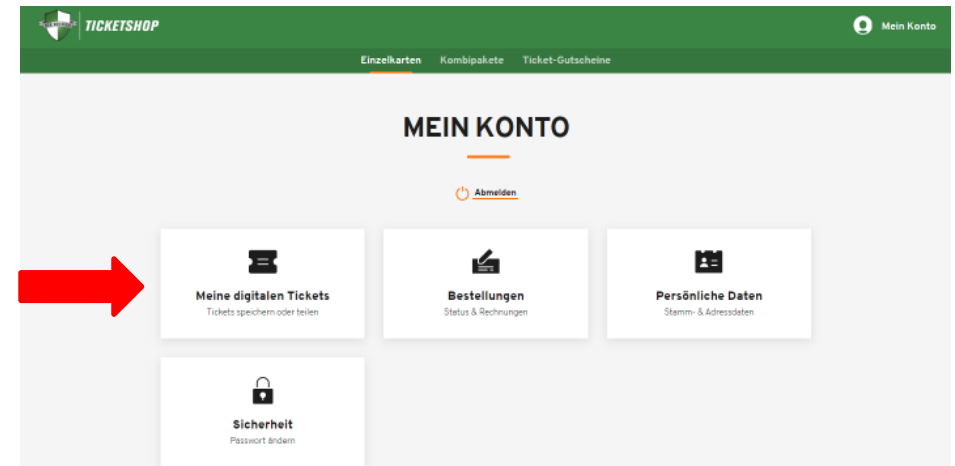 TICKETSHOP
Mein Konto
Einzelkarten Kombipakete Ticket-Gutscheine
MEIN KONTO
Abmelden
Meine digitalen Tickets
Tickets speichern oder teilen
Bestellungen
Status & Rechnungen
Persönliche Daten
Stamm- & Adressdaten
Sicherheit
Passwort ändern